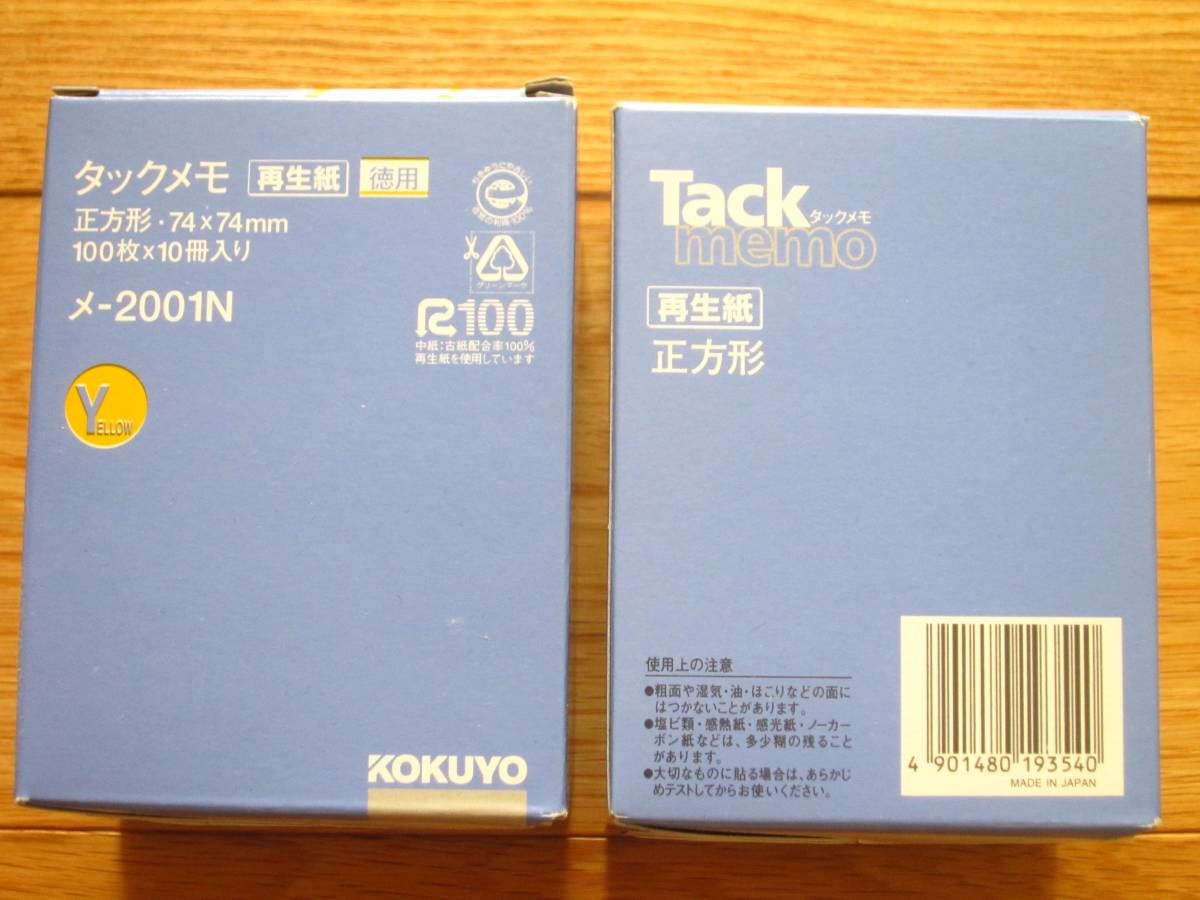 タックメモ 再生紙 徳用
正方形・74×74mm
100枚×10冊入り
メ-2001N
グリーンマーク
R100
中紙:古紙配合率100%
再生紙を使用しています
YELLOW
KOKUYO
Tack
タックメモ
memo
再生紙
正方形
使用上の注意
●粗面や湿気・油・ほこりなどの面に
はつかないことがあります。
●塩ビ類・感熱紙・感光紙・ノーカー
ボン紙などは、多少糊の残ること
があります。
●大切なものに貼る場合は、あらかじ
めテストしてからお使いください。
4 901480 193540
MADE IN JAPAN